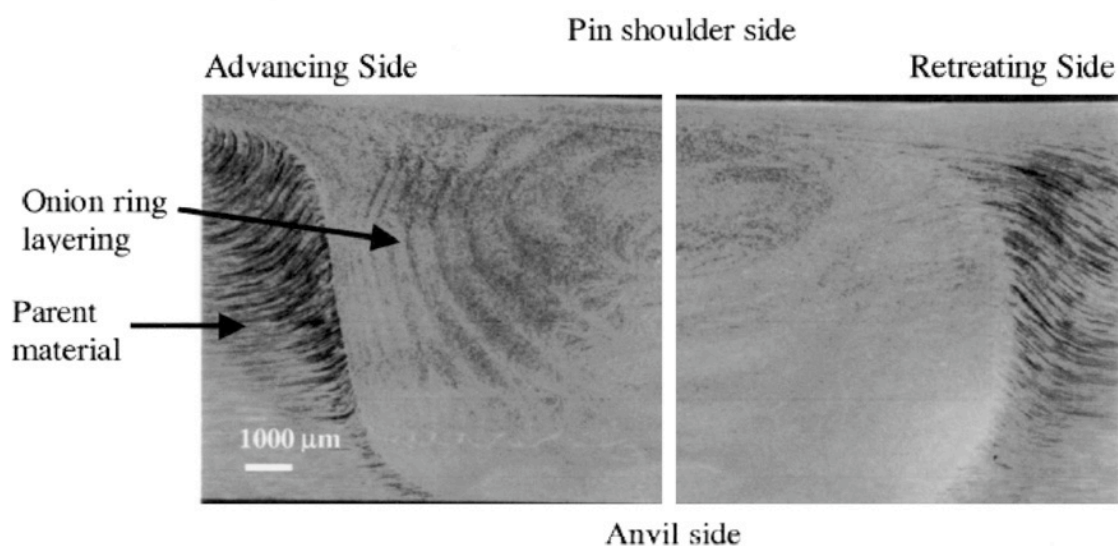 Pin shoulder side
Advancing Side
Retreating Side
Onion ring
layering
Parent
material
1000 µm
Anvil side